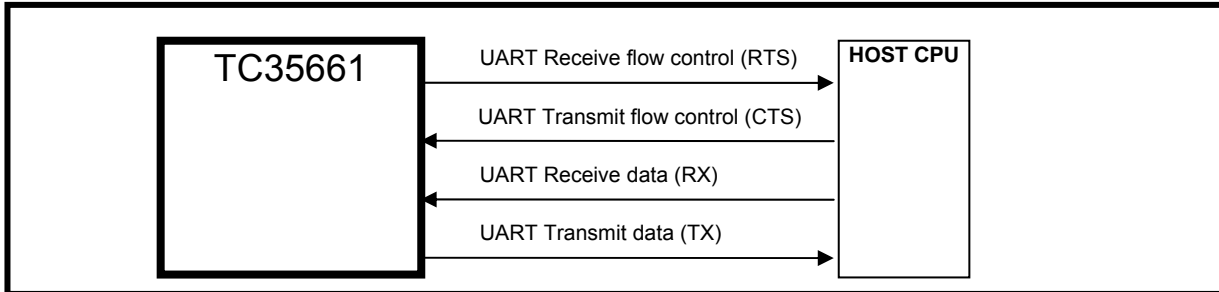 TC35661
UART Receive flow control (RTS)
HOST CPU
UART Transmit flow control (CTS)
UART Receive data (RX)
UART Transmit data (TX)